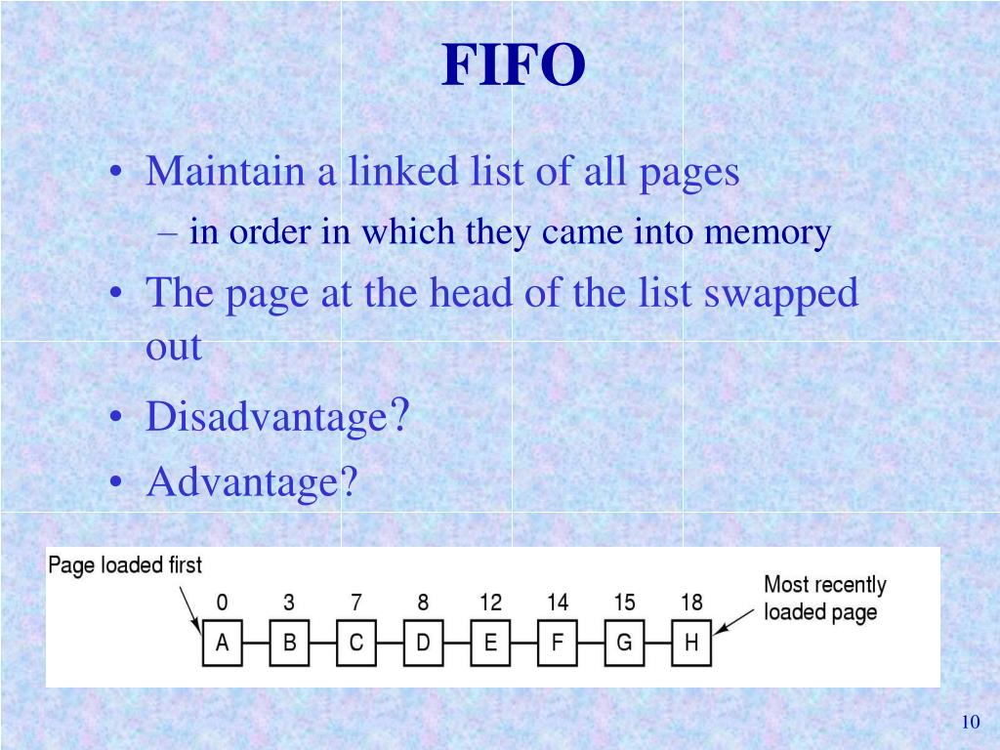 FIFO
• Maintain a linked list of all pages
– in order in which they came into memory
• The page at the head of the list swapped
out
• Disadvantage?
• Advantage?
Page loaded first
Most recently
loaded page
0 3 7 8 12 14 15 18
A B C D E F G H
10